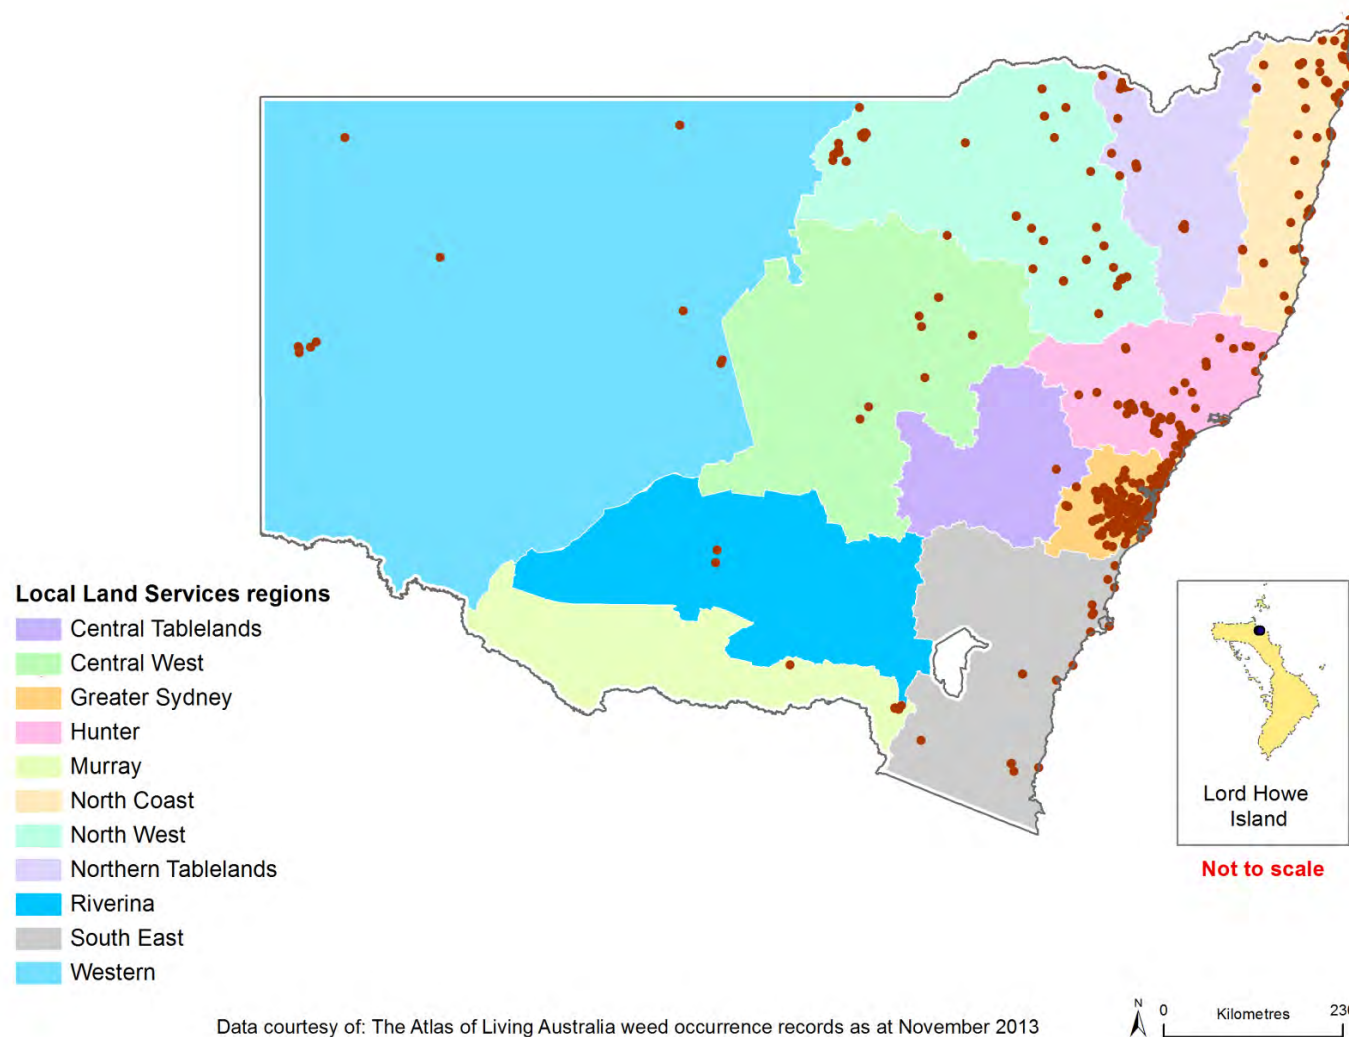 Local Land Services regions
Central Tablelands
Central West
Greater Sydney
Hunter
Murray
North Coast
North West
Northern Tablelands
Riverina
South East
Western
Lord Howe
Island
Not to scale
N
0
230
Kilometres
Data courtesy of: The Atlas of Living Australia weed occurrence records as at November 2013